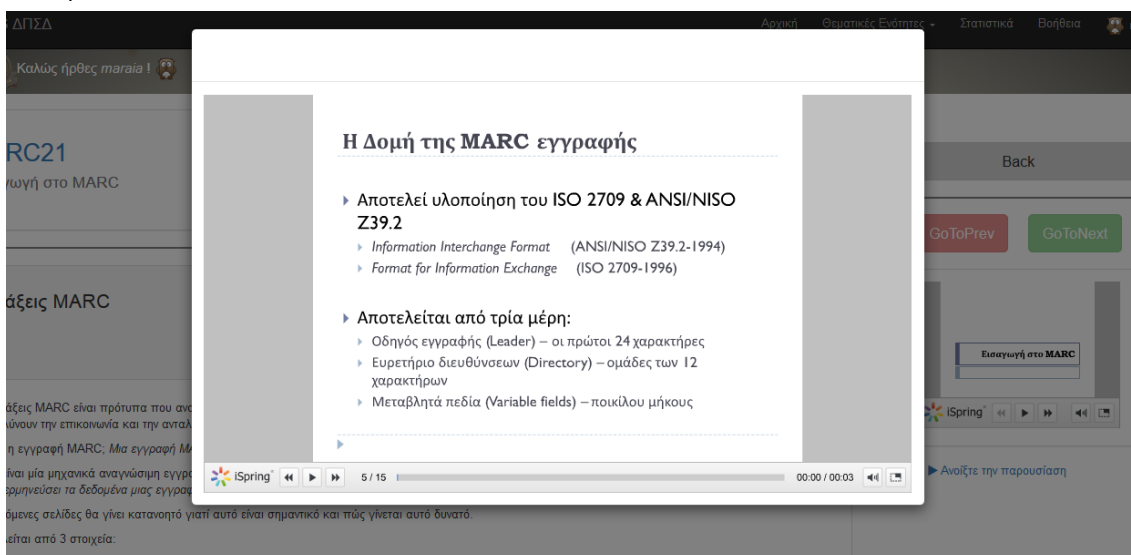 ΔΠΣΔ
Αρχική Θεματικές Ενότητες Στατιστικά Βοήθεια
Καλώς ήρθες maraia !
RC21
γωγή στο MARC
Back
GoToPrev GoToNext
άξεις MARC
Η Δομή της MARC εγγραφής
Αποτελεί υλοποίηση του ISO 2709 & ANSI/NISO
Z39.2
Information Interchange Format (ANSI/NISO Z39.2-1994)
Format for Information Exchange (ISO 2709-1996)
Αποτελείται από τρία μέρη:
Οδηγός εγγραφής (Leader) – οι πρώτοι 24 χαρακτήρες
Ευρετήριο διευθύνσεων (Directory) – ομάδες των 12
χαρακτήρων
Μεταβλητά πεδία (Variable fields) – ποικίλου μήκους
iSpring 5 / 15 00:00 / 00:03
Εισαγωγή στο MARC
iSpring
Ανοίξτε την παρουσίαση
άξεις MARC είναι πρότυπα που
λύνουν την επικοινωνία και την
η εγγραφή MARC; Μια εγγραφή
ίναι μία μηχανικά αναγνώσιμη
ερμηνεύσει τα δεδομένα μιας
όμενες σελίδες θα γίνει κατανοητό γιατί αυτό είναι σημαντικό και πώς γίνεται αυτό δυνατό.
είται από 3 στοιχεία: